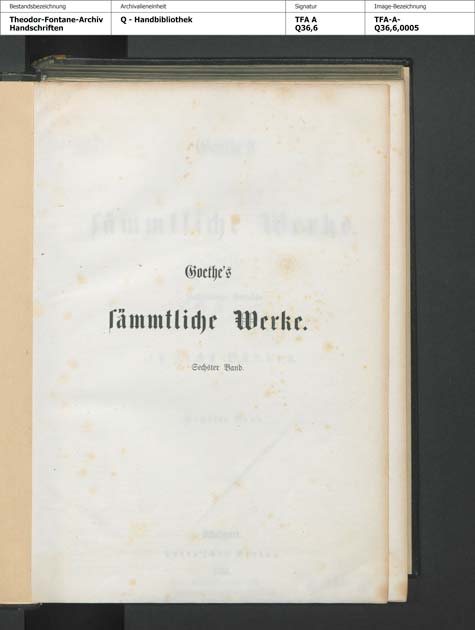 Bestandsbezeichnung
Theodor-Fontane-Archiv
Handschriften
Archivalieneinheit
Q - Handbibliothek
Signatur
TFA A
Q36,6
Image-Bezeichnung
TFA-A-
Q36,6,0005
Goethe's
sämmtliche Werke.
Sechster Band.